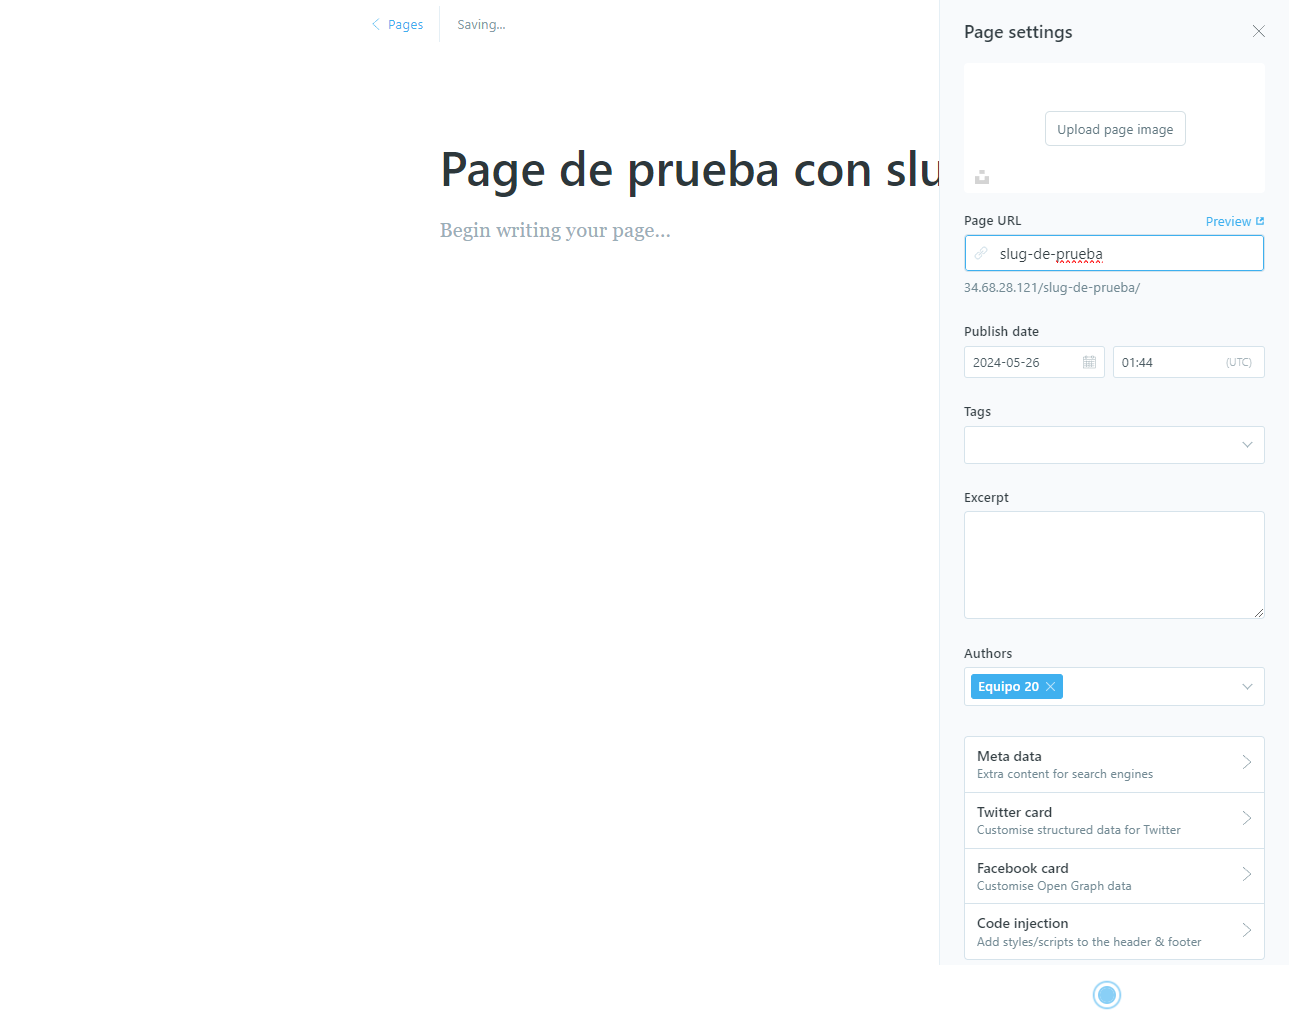 Pages
Saving...
Page settings
Upload page image
Page de prueba con
Begin writing your page...
Page URL
Preview
slug-de-prueba
34.68.28.121/slug-de-prueba/
Publish date
2024-05-26
01:44
(UTC)
Tags
Excerpt
Authors
Equipo 20
Meta data
Extra content for search engines
Twitter card
Customise structured data for Twitter
Facebook card
Customise Open Graph data
Code injection
Add styles/scripts to the header & footer